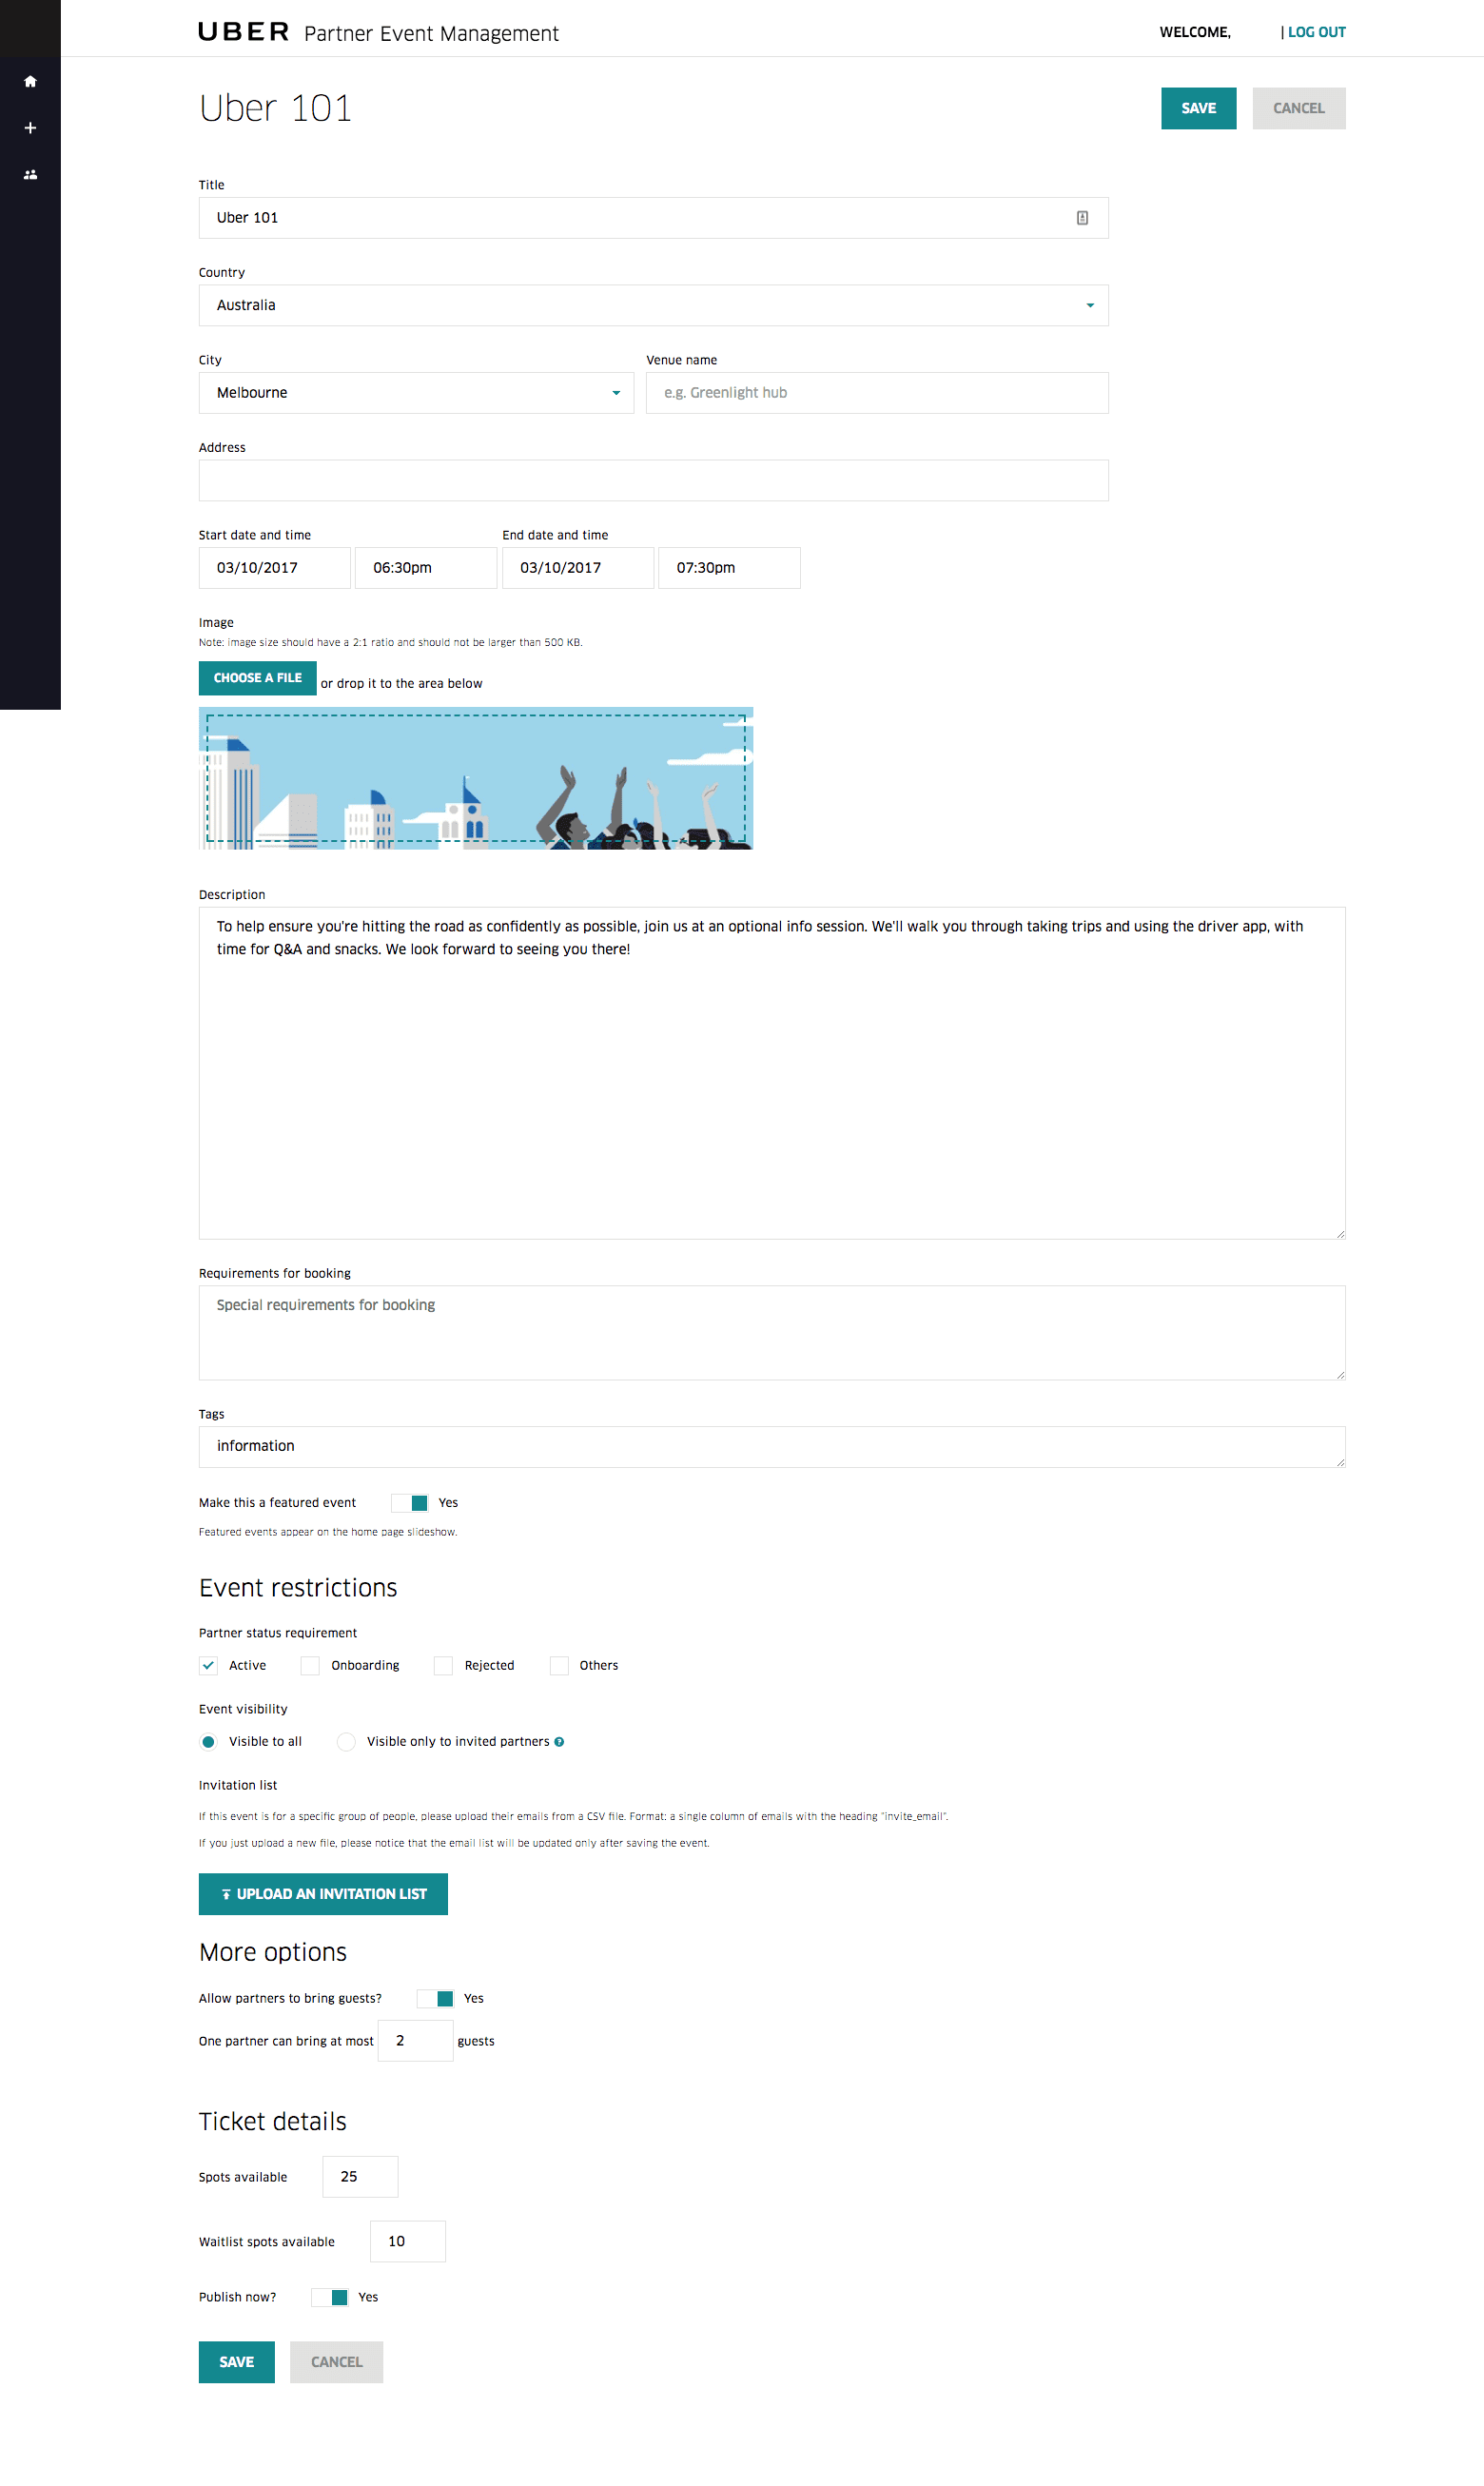 UBER Partner Event Management
WELCOME, | LOG OUT
Uber 101
SAVE
CANCEL
Title
Uber 101
Country
Australia
City
Venue name
Melbourne
e.g. Greenlight hub
Address
Start date and time
End date and time
03/10/2017
06:30pm
03/10/2017
07:30pm
Image
Note: image size should have a 2:1 ratio and should not be larger than 500 KB.
CHOOSE A FILE or drop it to the area below
Description
To help ensure you're hitting the road as confidently as possible, join us at an optional info session. We'll walk you through taking trips and using the driver app, with
time for Q&A and snacks. We look forward to seeing you there!
Requirements for booking
Special requirements for booking
Tags
information
Make this a featured event Yes
Featured events appear on the home page slideshow.
Event restrictions
Partner status requirement
Active Onboarding Rejected Others
Event visibility
Visible to all Visible only to invited partners ?
Invitation list
If this event is for a specific group of people, please upload their emails from a CSV file. Format: a single column of emails with the heading "invite_email".
If you just upload a new file, please notice that the email list will be updated only after saving the event.
UPLOAD AN INVITATION LIST
More options
Allow partners to bring guests? Yes
One partner can bring at most 2 guests
Ticket details
Spots available 25
Waitlist spots available 10
Publish now? Yes
SAVE
CANCEL